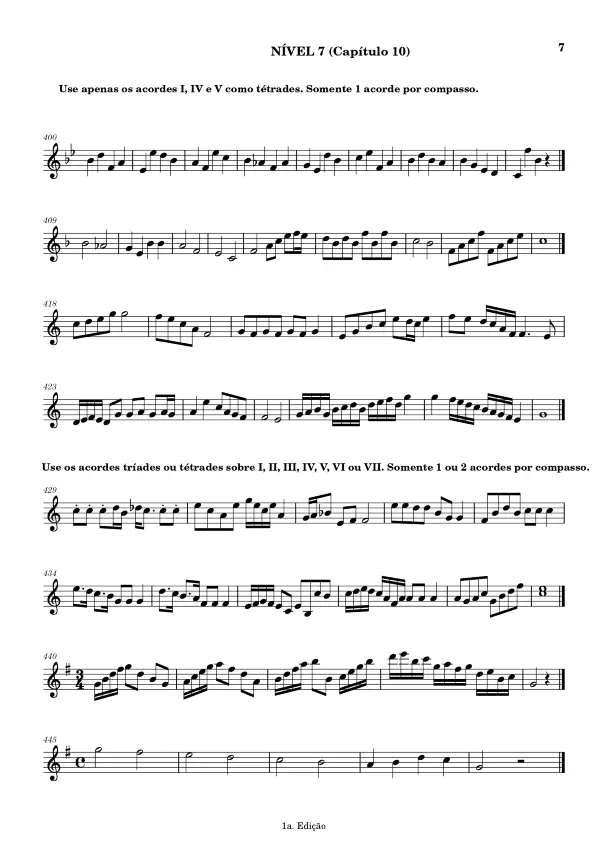 NÍVEL 7 (Capítulo 10) 7
Use apenas os acordes I, IV e V como tétrades. Somente 1 acorde por compasso.
400
409
418
423
Use os acordes tríades ou tétrades sobre I, II, III, IV, V, VI ou VII. Somente 1 ou 2 acordes por compasso.
429
434
440
3
4
445
1a. Edição